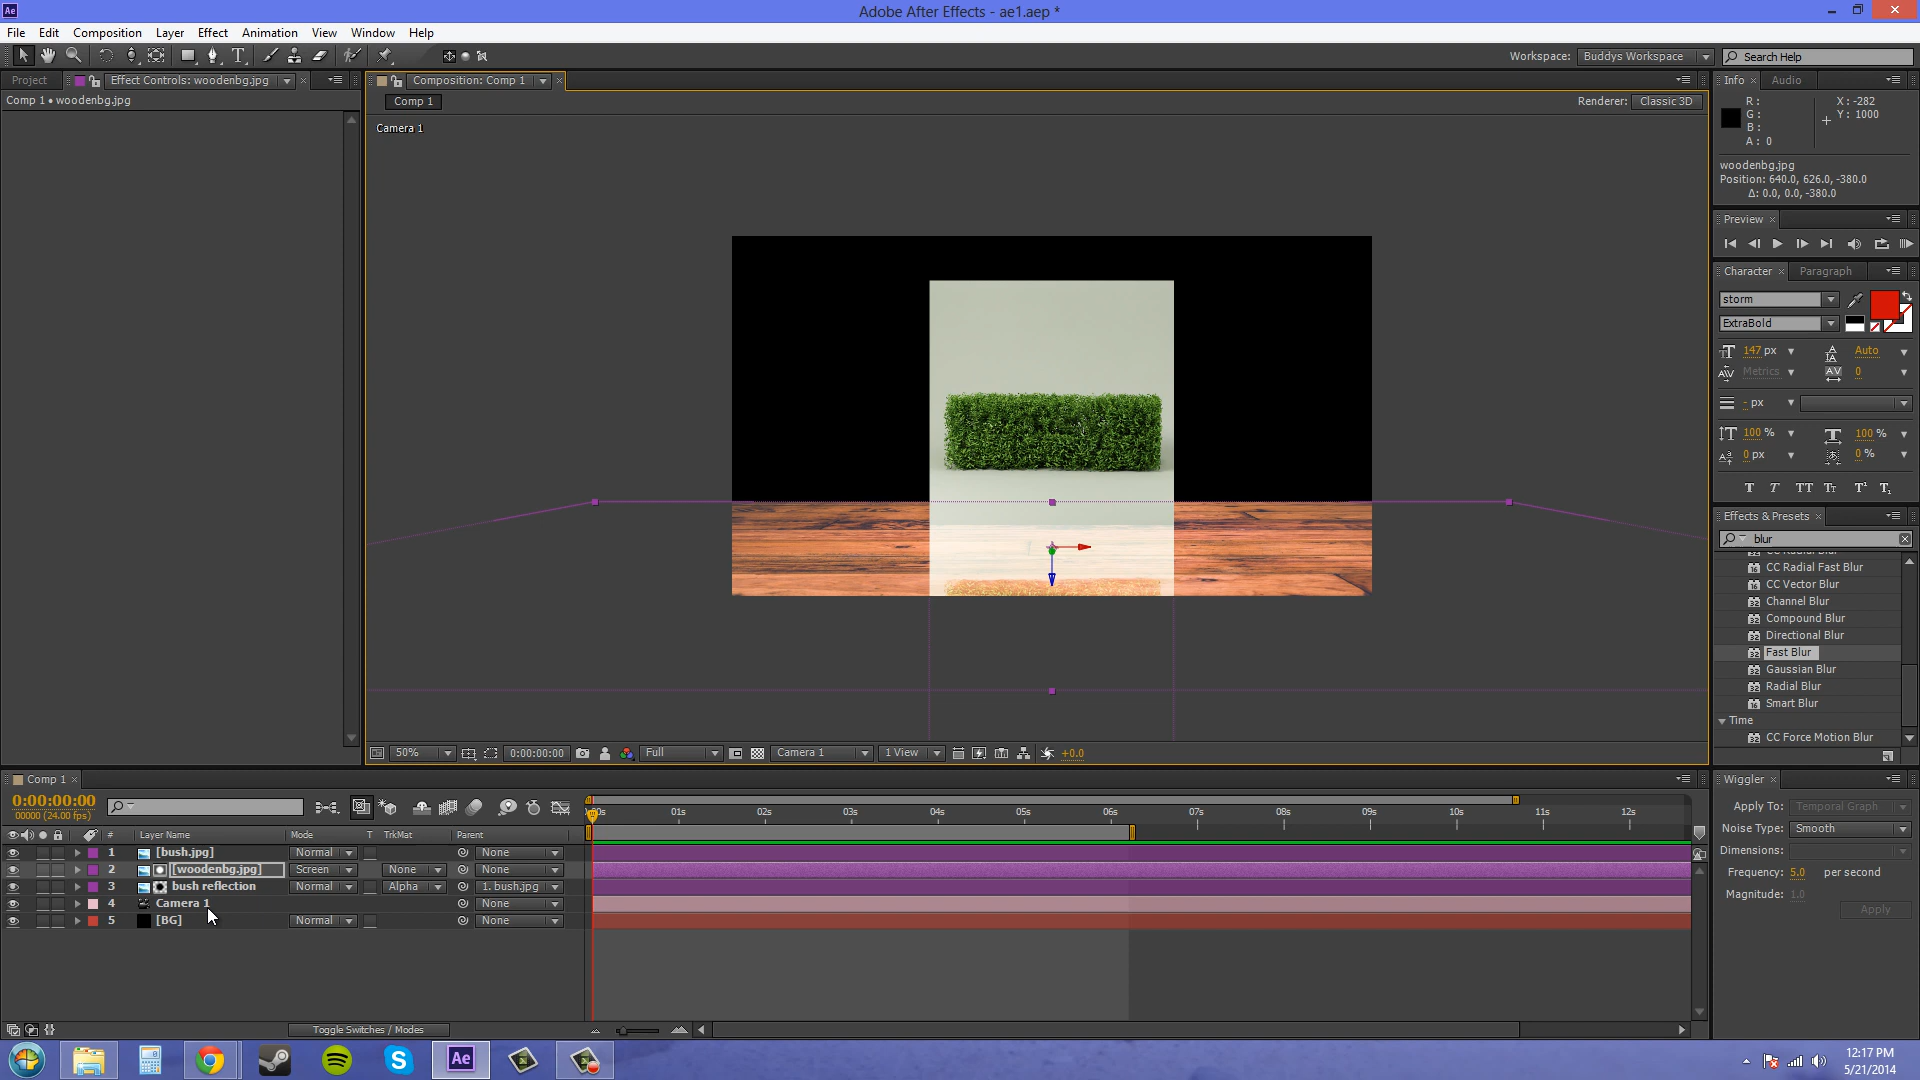 Adobe After Effects - ae1.aep *
File Edit Composition Layer Effect Animation View Window Help
Workspace: Buddys Workspace Search Help
Project Effect Controls: woodenbg.jpg
Comp 1 • woodenbg.jpg
Composition: Comp 1
Comp 1
Renderer: Classic 3D
Camera 1
Info Audio
R: X: -282
G: Y: 1000
B:
A: 0
woodenbg.jpg
Position: 640.0, 626.0, -380.0
Δ: 0.0, 0.0, -380.0
Preview
Character Paragraph
storm
ExtraBold
147 px Auto
Metrics 0
- px
100 % 100 %
0 px 0 %
T T TT Tt T¹ T₁
Effects & Presets
blur
CC Radial Blur
CC Radial Fast Blur
CC Vector Blur
Channel Blur
Compound Blur
Directional Blur
Fast Blur
Gaussian Blur
Radial Blur
Smart Blur
Time
CC Force Motion Blur
50% 0:00:00:00 Full Camera 1 1 View +0.0
Comp 1
0:00:00:00
00000 (24.00 fps)
01s 02s 03s 04s 05s 06s 07s 08s 09s 10s 11s 12s
# Layer Name Mode T TrkMat Parent
1 [bush.jpg] Normal None
2 [woodenbg.jpg] Screen None None
3 bush reflection Normal Alpha 1. bush.jpg
4 Camera 1 None
5 [BG] Normal None
Toggle Switches / Modes
Wiggler
Apply To: Temporal Graph
Noise Type: Smooth
Dimensions:
Frequency: 5.0 per second
Magnitude: 1.0
Apply
12:17 PM
5/21/2014